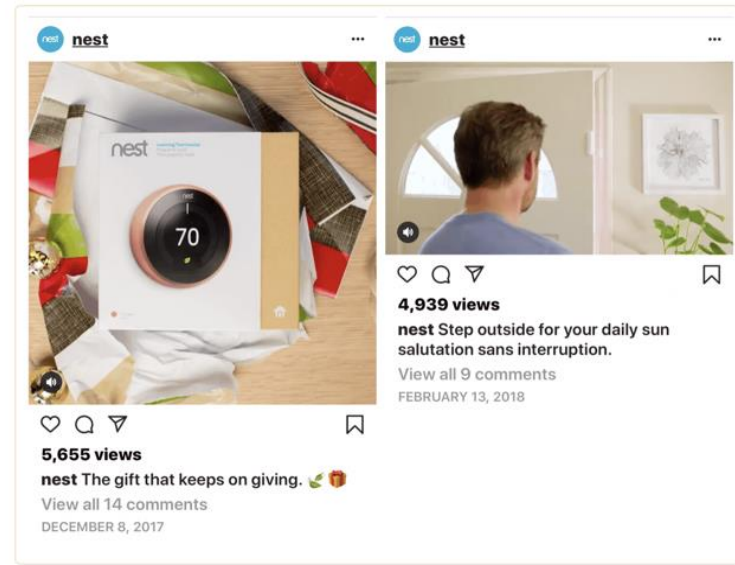 nest
nest
nest
70
5,655 views
nest The gift that keeps on giving. 🍃🎁
View all 14 comments
DECEMBER 8, 2017
nest
nest
4,939 views
nest Step outside for your daily sun
salutation sans interruption.
View all 9 comments
FEBRUARY 13, 2018